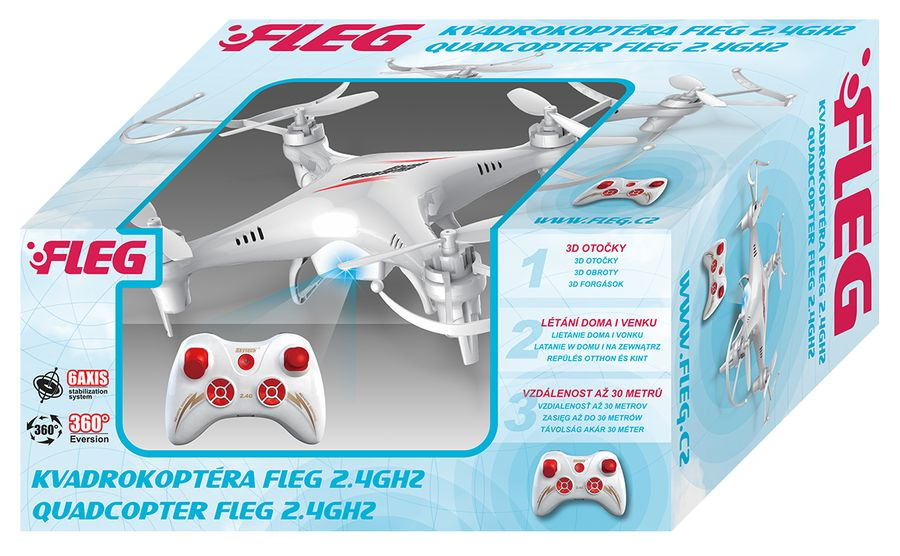 FLEG
KVADROKOPTÉRA FLEG 2.4GHZ
QUADCOPTER FLEG 2.4GHZ
FLEG
WWW.FLEG.CZ
1
3D OTOČKY
3D OTOČKY
3D OBROTY
3D FORGÁSOK
2
LÉTÁNÍ DOMA I VENKU
LIETANIE DOMA I VONKU
LATANIE W DOMU I NA ZEWNĄTRZ
REPÜLÉS OTTHON ÉS KINT
3
VZDÁLENOST AŽ 30 METRŮ
VZDIALENOSŤ AŽ 30 METROV
ZASIĘG AŻ DO 30 METRÓW
TÁVOLSÁG AKÁR 30 MÉTER
2.4G
6AXIS
stabilization
system
360°
360°
Eversion
KVADROKOPTÉRA FLEG 2.4GHZ
QUADCOPTER FLEG 2.4GHZ
FLEG
KVADROKOPTÉRA FLEG 2.4GHZ
QUADCOPTER FLEG 2.4GHZ
WWW.FLEG.CZ